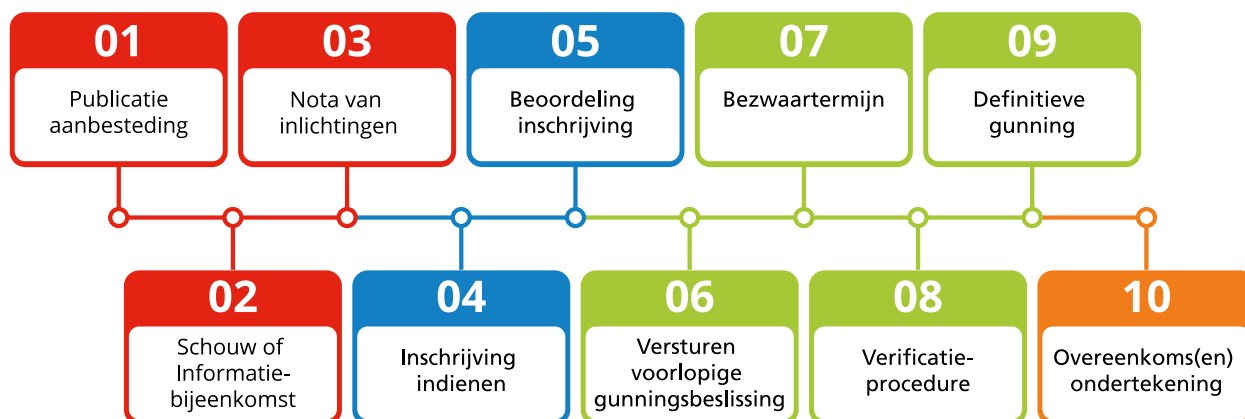 01
Publicatie
aanbesteding
02
Schouw of
Informatie-
bijeenkomst
03
Nota van
inlichtingen
04
Inschrijving
indienen
05
Beoordeling
inschrijving
06
Versturen
voorlopige
gunningsbeslissing
07
Bezwaartermijn
08
Verificatie-
procedure
09
Definitieve
gunning
10
Overeenkoms(en)
ondertekening